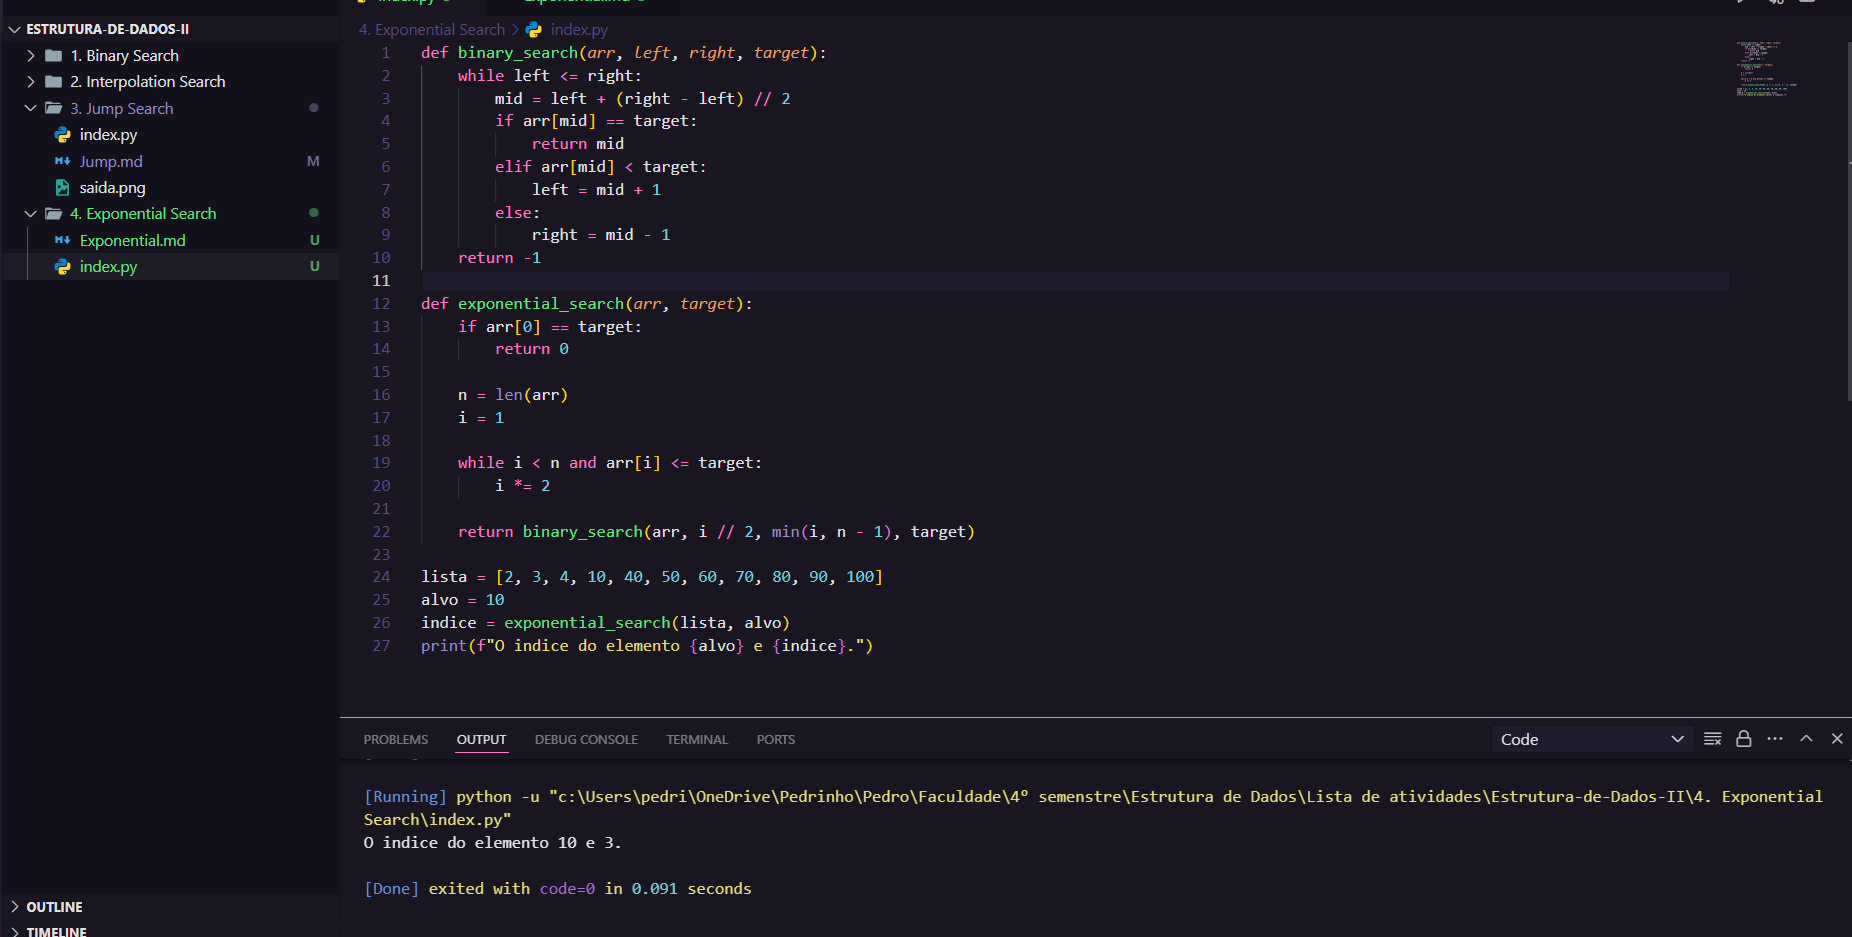 ESTRUTURA-DE-DADOS-II
1. Binary Search
2. Interpolation Search
3. Jump Search
index.py
Jump.md M
saida.png
4. Exponential Search
Exponential.md U
index.py U
OUTLINE
TIMELINE
4. Exponential Search > index.py
1 def binary_search(arr, left, right, target):
2 while left <= right:
3 mid = left + (right - left) // 2
4 if arr[mid] == target:
5 return mid
6 elif arr[mid] < target:
7 left = mid + 1
8 else:
9 right = mid - 1
10 return -1
11
12 def exponential_search(arr, target):
13 if arr[0] == target:
14 return 0
15
16 n = len(arr)
17 i = 1
18
19 while i < n and arr[i] <= target:
20 i *= 2
21
22 return binary_search(arr, i // 2, min(i, n - 1), target)
23
24 lista = [2, 3, 4, 10, 40, 50, 60, 70, 80, 90, 100]
25 alvo = 10
26 indice = exponential_search(lista, alvo)
27 print(f"O indice do elemento {alvo} e {indice}.")
PROBLEMS OUTPUT DEBUG CONSOLE TERMINAL PORTS Code
[Running] python -u "c:\Users\pedri\OneDrive\Pedrinho\Pedro\Faculdade\4º semenstre\Estrutura de Dados\Lista de atividades\Estrutura-de-Dados-II\4. Exponential
Search\index.py"
O indice do elemento 10 e 3.
[Done] exited with code=0 in 0.091 seconds